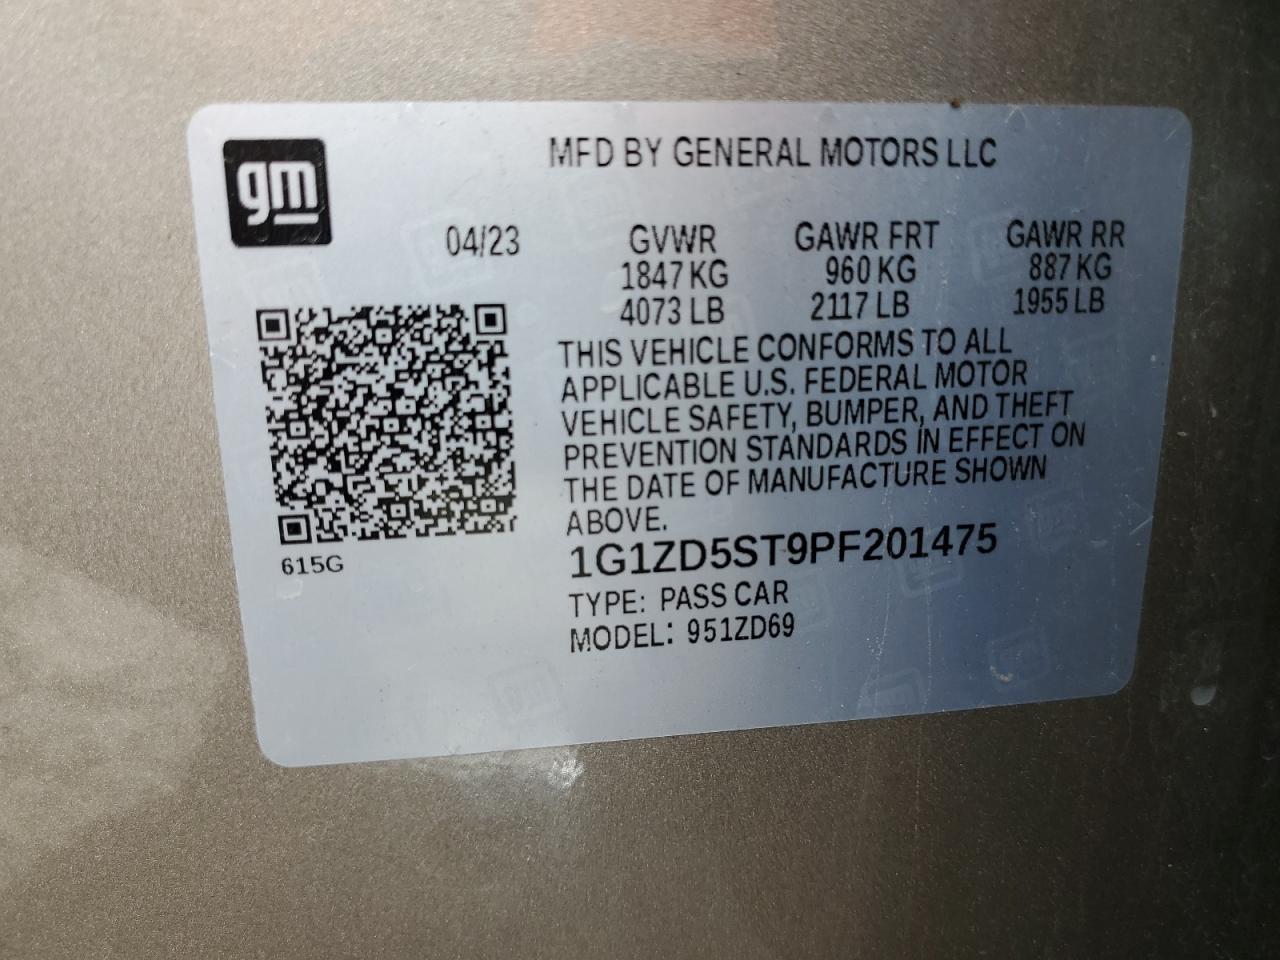 gm
MFD BY GENERAL MOTORS LLC
04/23
GVWR GAWR FRT GAWR RR
1847 KG 960 KG 887 KG
4073 LB 2117 LB 1955 LB
THIS VEHICLE CONFORMS TO ALL
APPLICABLE U.S. FEDERAL MOTOR
VEHICLE SAFETY, BUMPER, AND THEFT
PREVENTION STANDARDS IN EFFECT ON
THE DATE OF MANUFACTURE SHOWN
ABOVE.
615G
1G1ZD5ST9PF201475
TYPE: PASS CAR
MODEL: 951ZD69